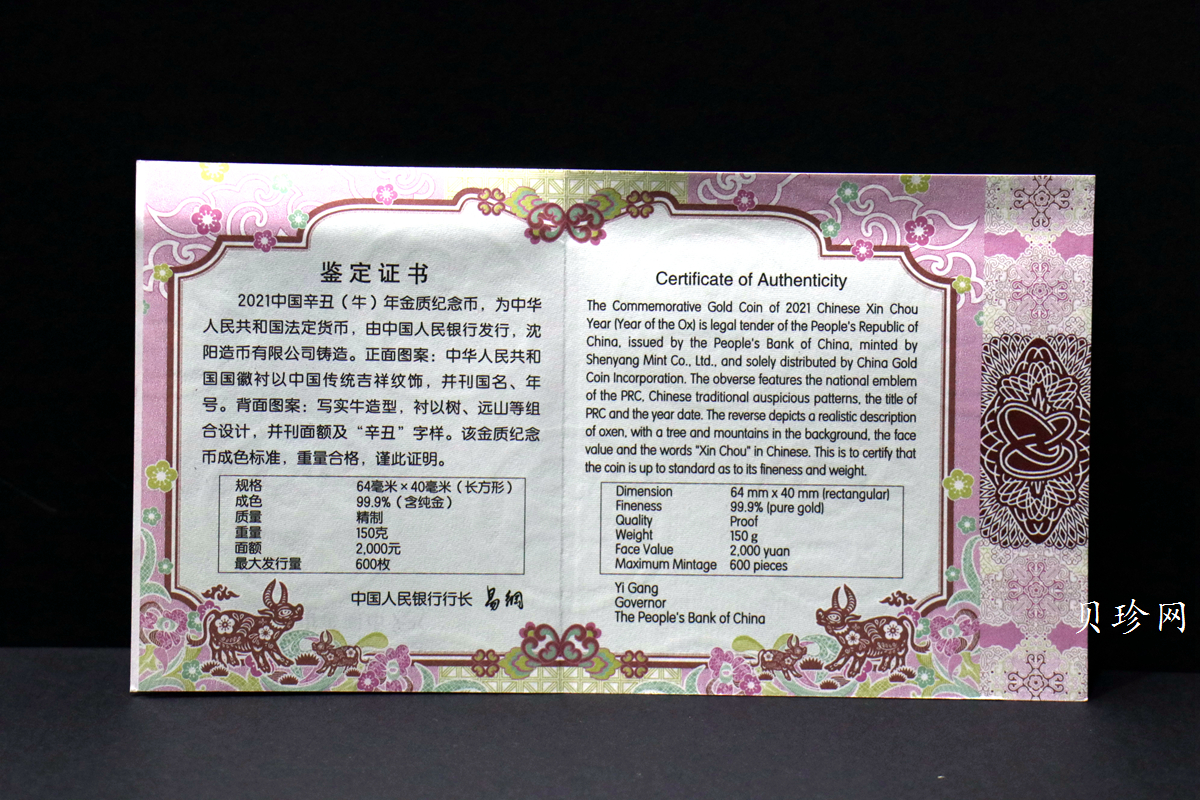 鉴定证书
2021中国辛丑（牛）年金质纪念币，为中华
人民共和国法定货币，由中国人民银行发行，沈
阳造币有限公司铸造。正面图案：中华人民共和
国国徽衬以中国传统吉祥纹饰，并刊国名、年
号。背面图案：写实牛造型，衬以树、远山等组
合设计，并刊面额及“辛丑”字样。该金质纪念
币成色标准，重量合格，谨此证明。
规格 64毫米×40毫米（长方形）
成色 99.9%（含纯金）
质量 精制
重量 150克
面额 2,000元
最大发行量 600枚
中国人民银行行长 易纲
Certificate of Authenticity
The Commemorative Gold Coin of 2021 Chinese Xin Chou
Year (Year of the Ox) is legal tender of the People's Republic of
China, issued by the People's Bank of China, minted by
Shenyang Mint Co., Ltd., and solely distributed by China Gold
Coin Incorporation. The obverse features the national emblem
of the PRC, Chinese traditional auspicious patterns, the title of
PRC and the year date. The reverse depicts a realistic description
of oxen, with a tree and mountains in the background, the face
value and the words "Xin Chou" in Chinese. This is to certify that
the coin is up to standard as to its fineness and weight.
Dimension 64 mm x 40 mm (rectangular)
Fineness 99.9% (pure gold)
Quality Proof
Weight 150 g
Face Value 2,000 yuan
Maximum Mintage 600 pieces
Yi Gang
Governor
The People's Bank of China
贝珍网